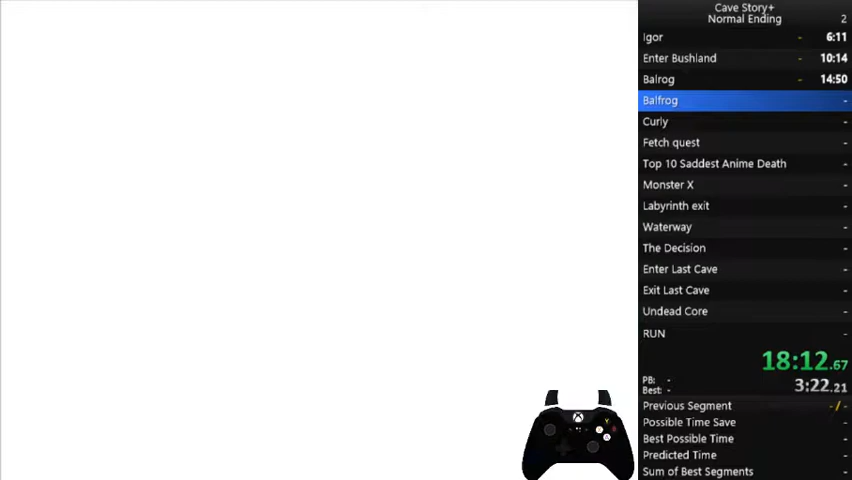 Cave Story+
Normal Ending 2
Igor - 6:11
Enter Bushland - 10:14
Balrog - 14:50
Balfrog -
Curly -
Fetch quest -
Top 10 Saddest Anime Death -
Monster X -
Labyrinth exit -
Waterway -
The Decision -
Enter Last Cave -
Exit Last Cave -
Undead Core -
RUN -
18:12.67
PB: -
Best: - 3:22.21
Previous Segment - / -
Possible Time Save -
Best Possible Time -
Predicted Time -
Sum of Best Segments -